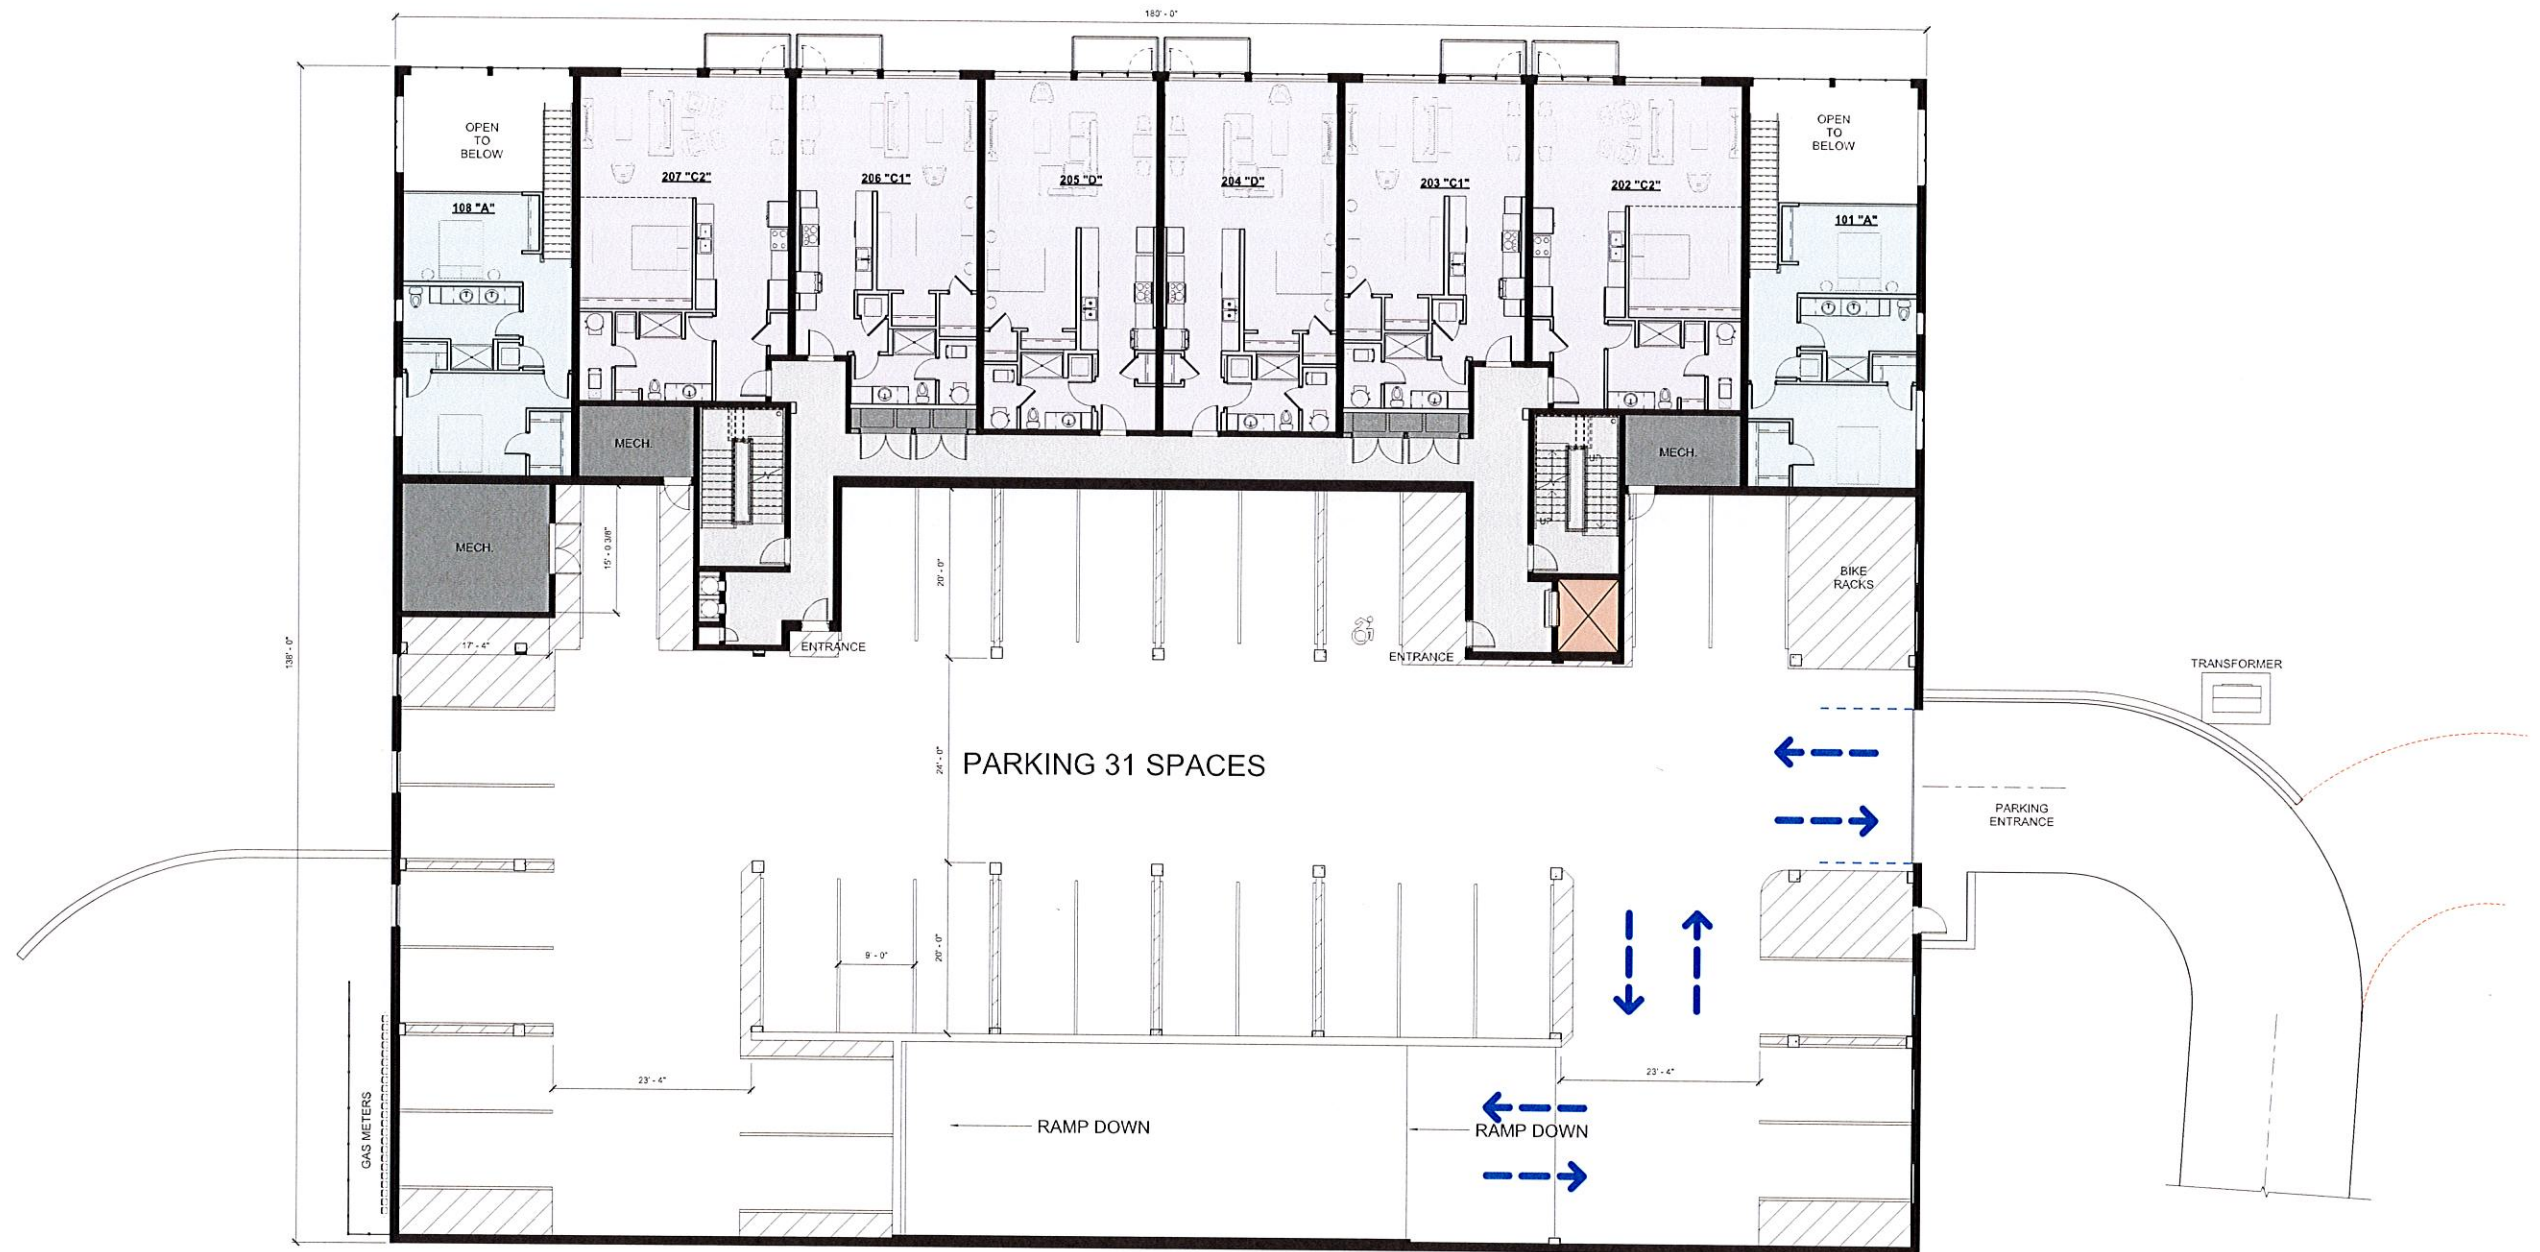 180' - 0"
OPEN
TO
BELOW
OPEN
TO
BELOW
207 "C2"
206 "C1"
205 "D"
204 "D"
203 "C1"
202 "C2"
108 "A"
101 "A"
MECH.
MECH.
MECH.
15' - 0 3/8"
20' - 0"
BIKE
RACKS
UP
UP
17' - 4"
ENTRANCE
ENTRANCE
138' - 0"
TRANSFORMER
24' - 0"
PARKING 31 SPACES
PARKING
ENTRANCE
9' - 0"
20' - 0"
23' - 4"
23' - 4"
GAS METERS
RAMP DOWN
RAMP DOWN